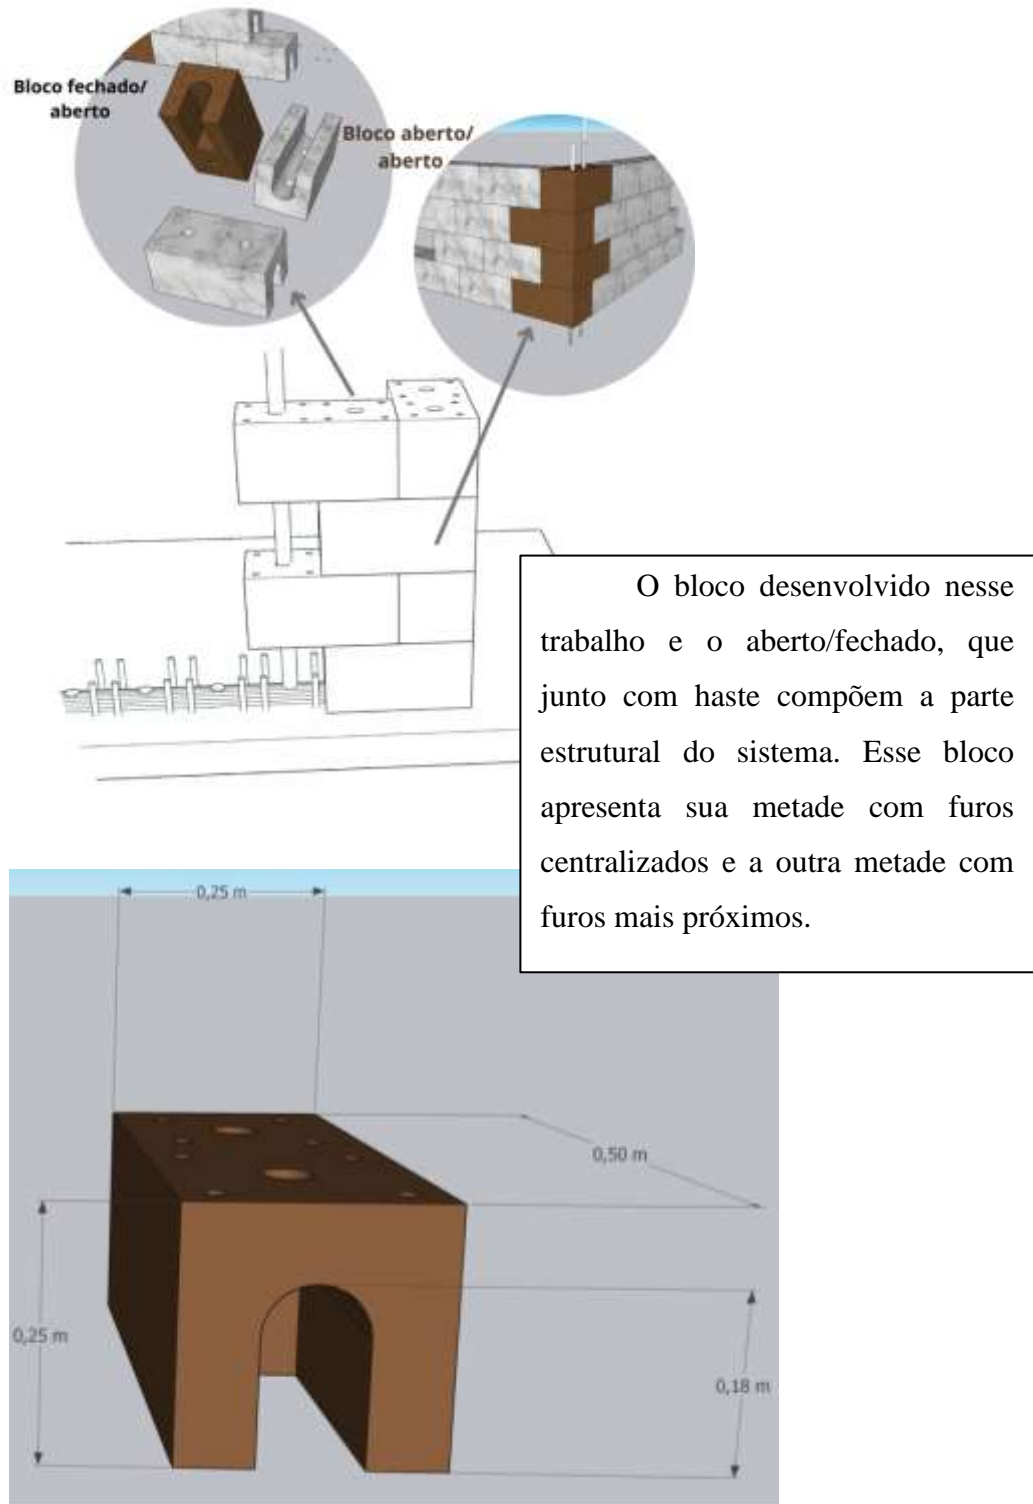 Bloco fechado/
aberto
Bloco aberto/
aberto
O bloco desenvolvido nesse
trabalho e o aberto/fechado, que
junto com haste compõem a parte
estrutural do sistema. Esse bloco
apresenta sua metade com furos
centralizados e a outra metade com
furos mais próximos.
0,25 m
0,50 m
0,25 m
0,18 m